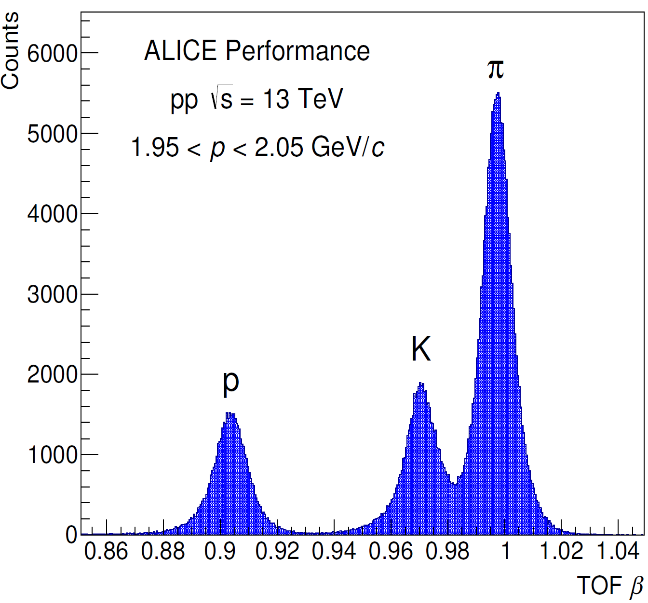 Counts
6000
ALICE Performance
π
pp √s = 13 TeV
5000
1.95 < p < 2.05 GeV/c
4000
3000
K
2000
p
1000
0
0.86 0.88 0.9 0.92 0.94 0.96 0.98 1 1.02 1.04
TOF β